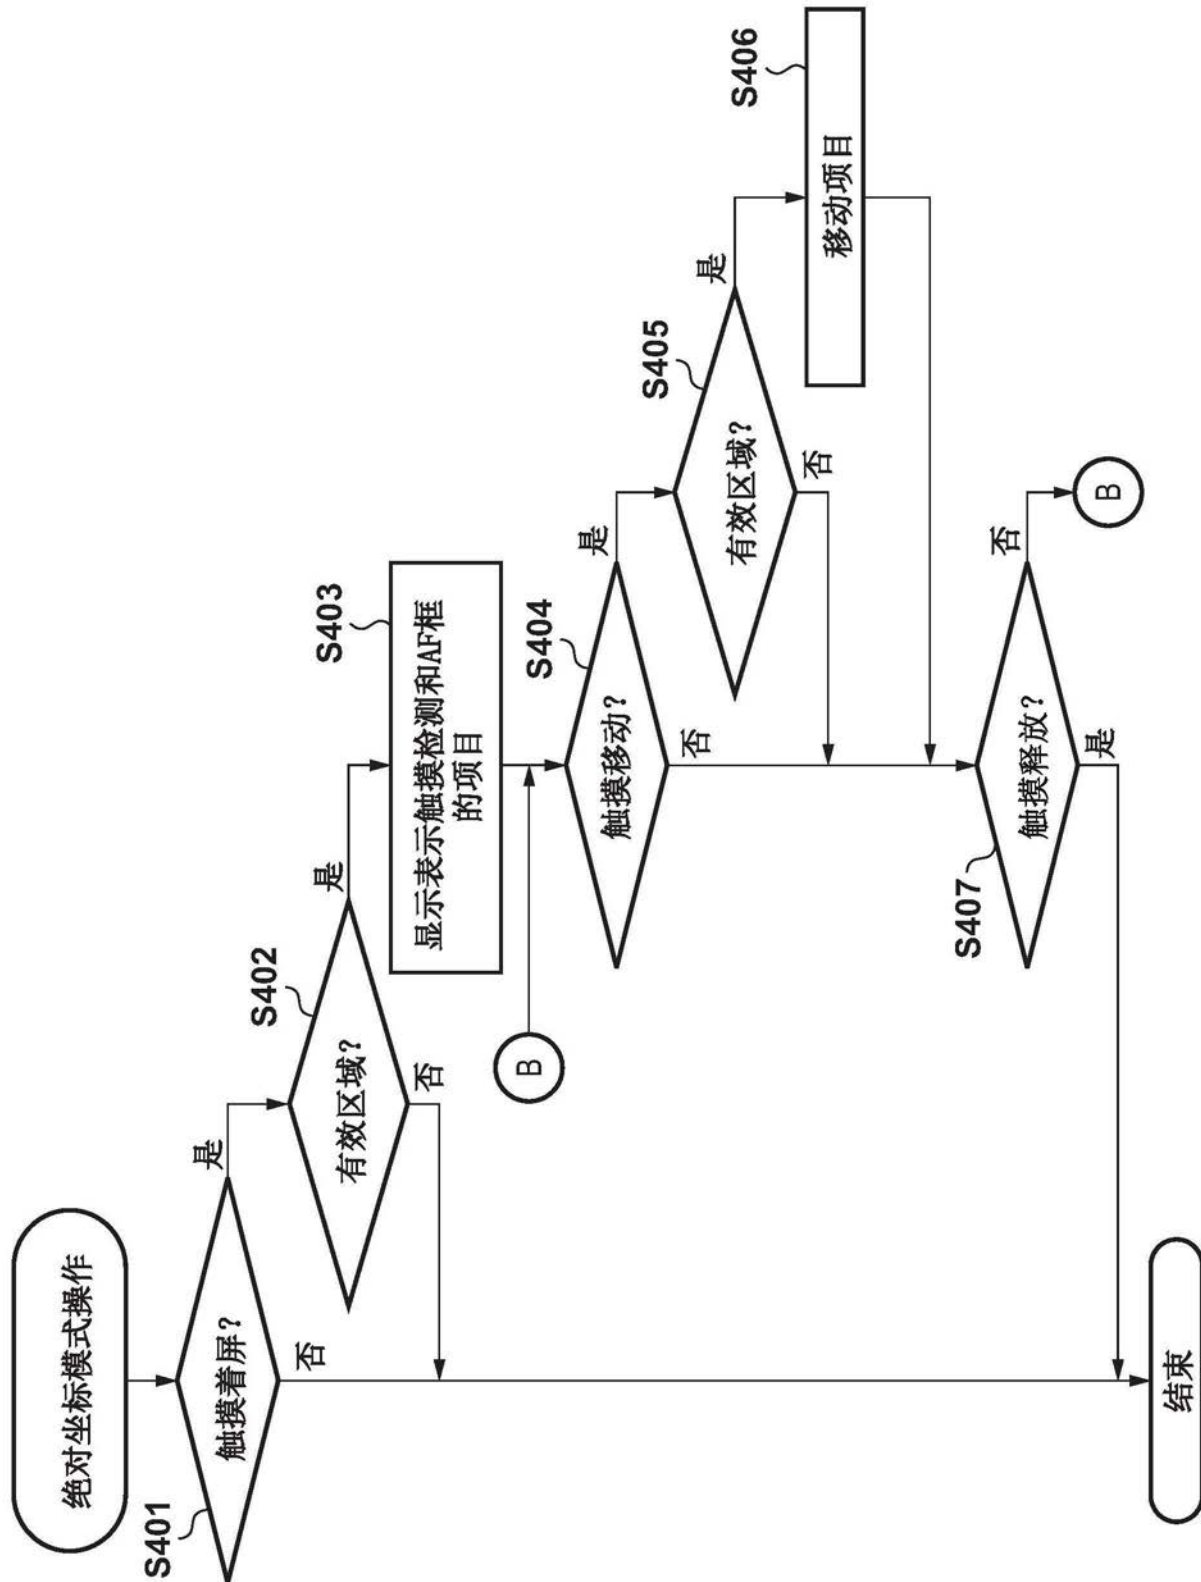 绝对坐标模式操作
S401
触摸着屏？
是
否
S402
有效区域？
是
否
S403
显示表示触摸检测和AF框
的项目
B
S404
触摸移动？
是
否
S405
有效区域？
是
否
S406
移动项目
S407
触摸释放？
否
是
B
结束